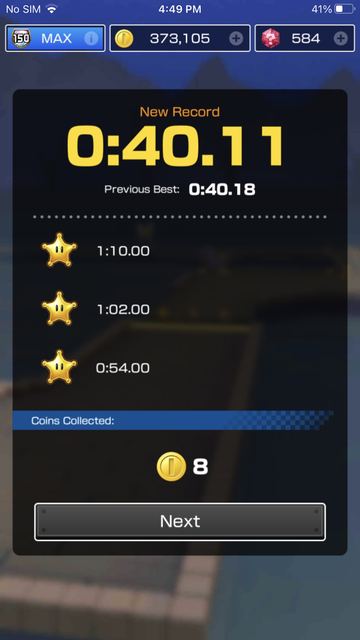 No SIM 4:49 PM 41%
150 MAX i 373,105 + 584 +
New Record
0:40.11
Previous Best: 0:40.18
1:10.00
1:02.00
0:54.00
Coins Collected:
8
Next